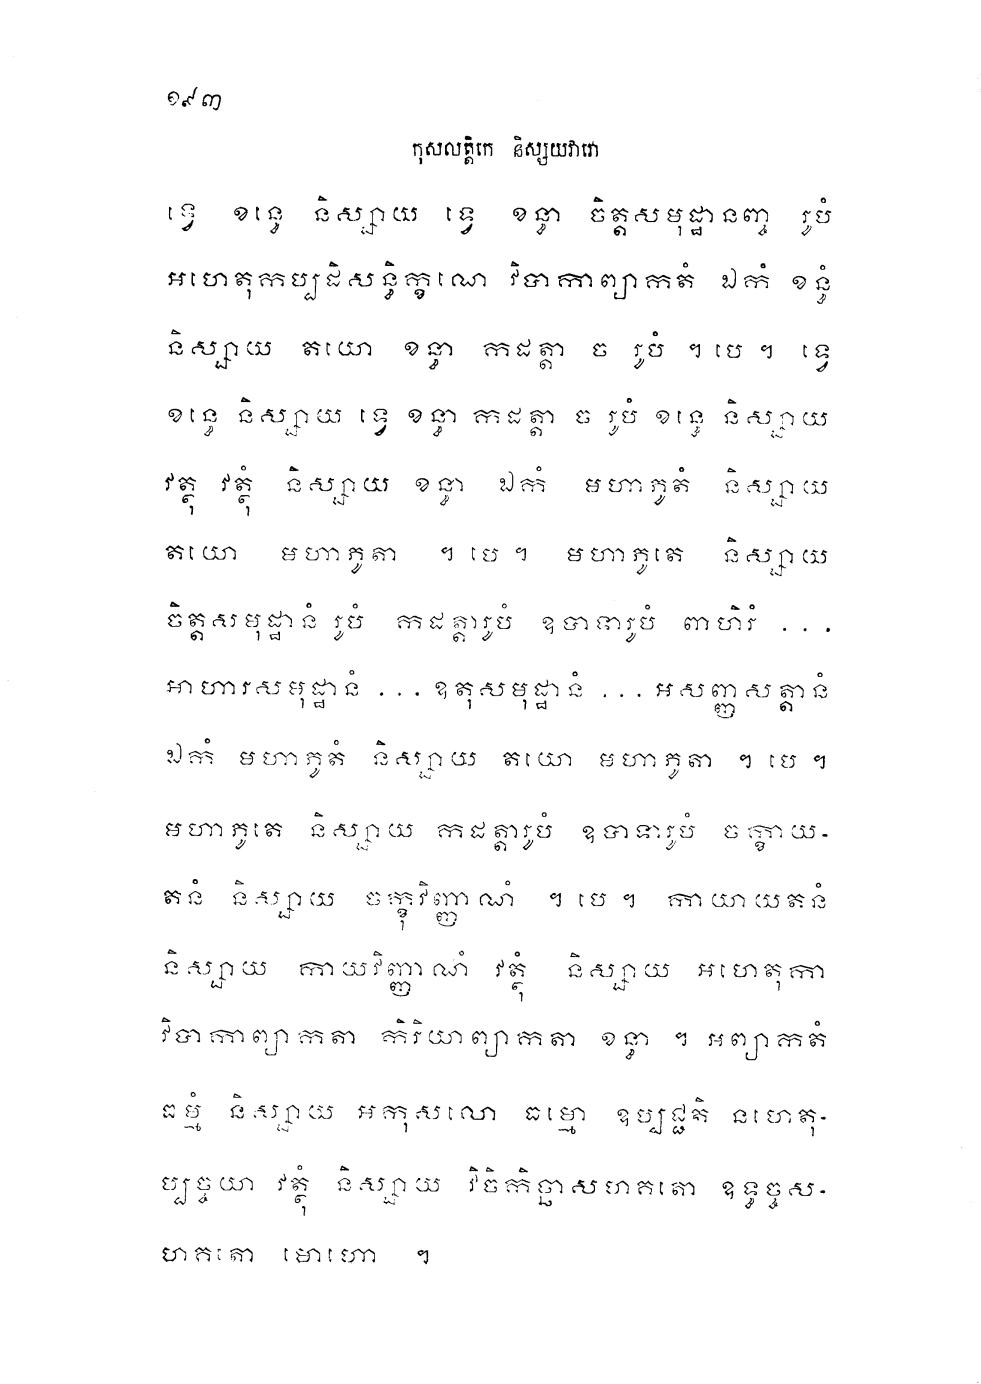 ១៩៣
កុសលត្តិកេ និស្សយវារោ
ទ្វេ ខន្ធេ និស្សាយ ទ្វេ ខន្ធា ចិត្តសមុដ្ឋានញ្ច រូបំ
អហេតុកប្បដិសន្ធិក្ខណេ វិបាកាព្យាកតំ ឯកំ ខន្ធំ
និស្សាយ តយោ ខន្ធា កដត្តា ច រូបំ ។ បេ ។ ទ្វេ
ខន្ធេ និស្សាយ ទ្វេ ខន្ធា កដត្តា ច រូបំ ខន្ធេ និស្សាយ
វត្ថុ វត្ថុំ និស្សាយ ខន្ធា ឯកំ មហាភូតំ និស្សាយ
តយោ មហាភូតា ។ បេ ។ មហាភូតេ និស្សាយ
ចិត្តសមុដ្ឋានំ រូបំ កដត្តារូបំ ឧបាទារូបំ ពាហិរំ ...
អាហារសមុដ្ឋានំ ... ឧតុសមុដ្ឋានំ ... អសញ្ញសត្តានំ
ឯកំ មហាភូតំ និស្សាយ តយោ មហាភូតា ។ បេ ។
មហាភូតេ និស្សាយ កដត្តារូបំ ឧបាទារូបំ ចក្ខាយ-
តនំ និស្សាយ ចក្ខុវិញ្ញាណំ ។ បេ ។ កាយាយតនំ
និស្សាយ កាយវិញ្ញាណំ វត្ថុំ និស្សាយ អហេតុកា
វិបាកាព្យាកតា កិរិយាព្យាកតា ខន្ធា ។ អព្យាកតំ
ធម្មំ និស្សាយ អកុសលោ ធម្មោ ឧប្បជ្ជតិ នហេតុ-
ប្បច្ចយា វត្ថុំ និស្សាយ វិចិកិច្ឆាសហគតោ ឧទ្ធច្ចស-
ហគតោ មោហោ ។